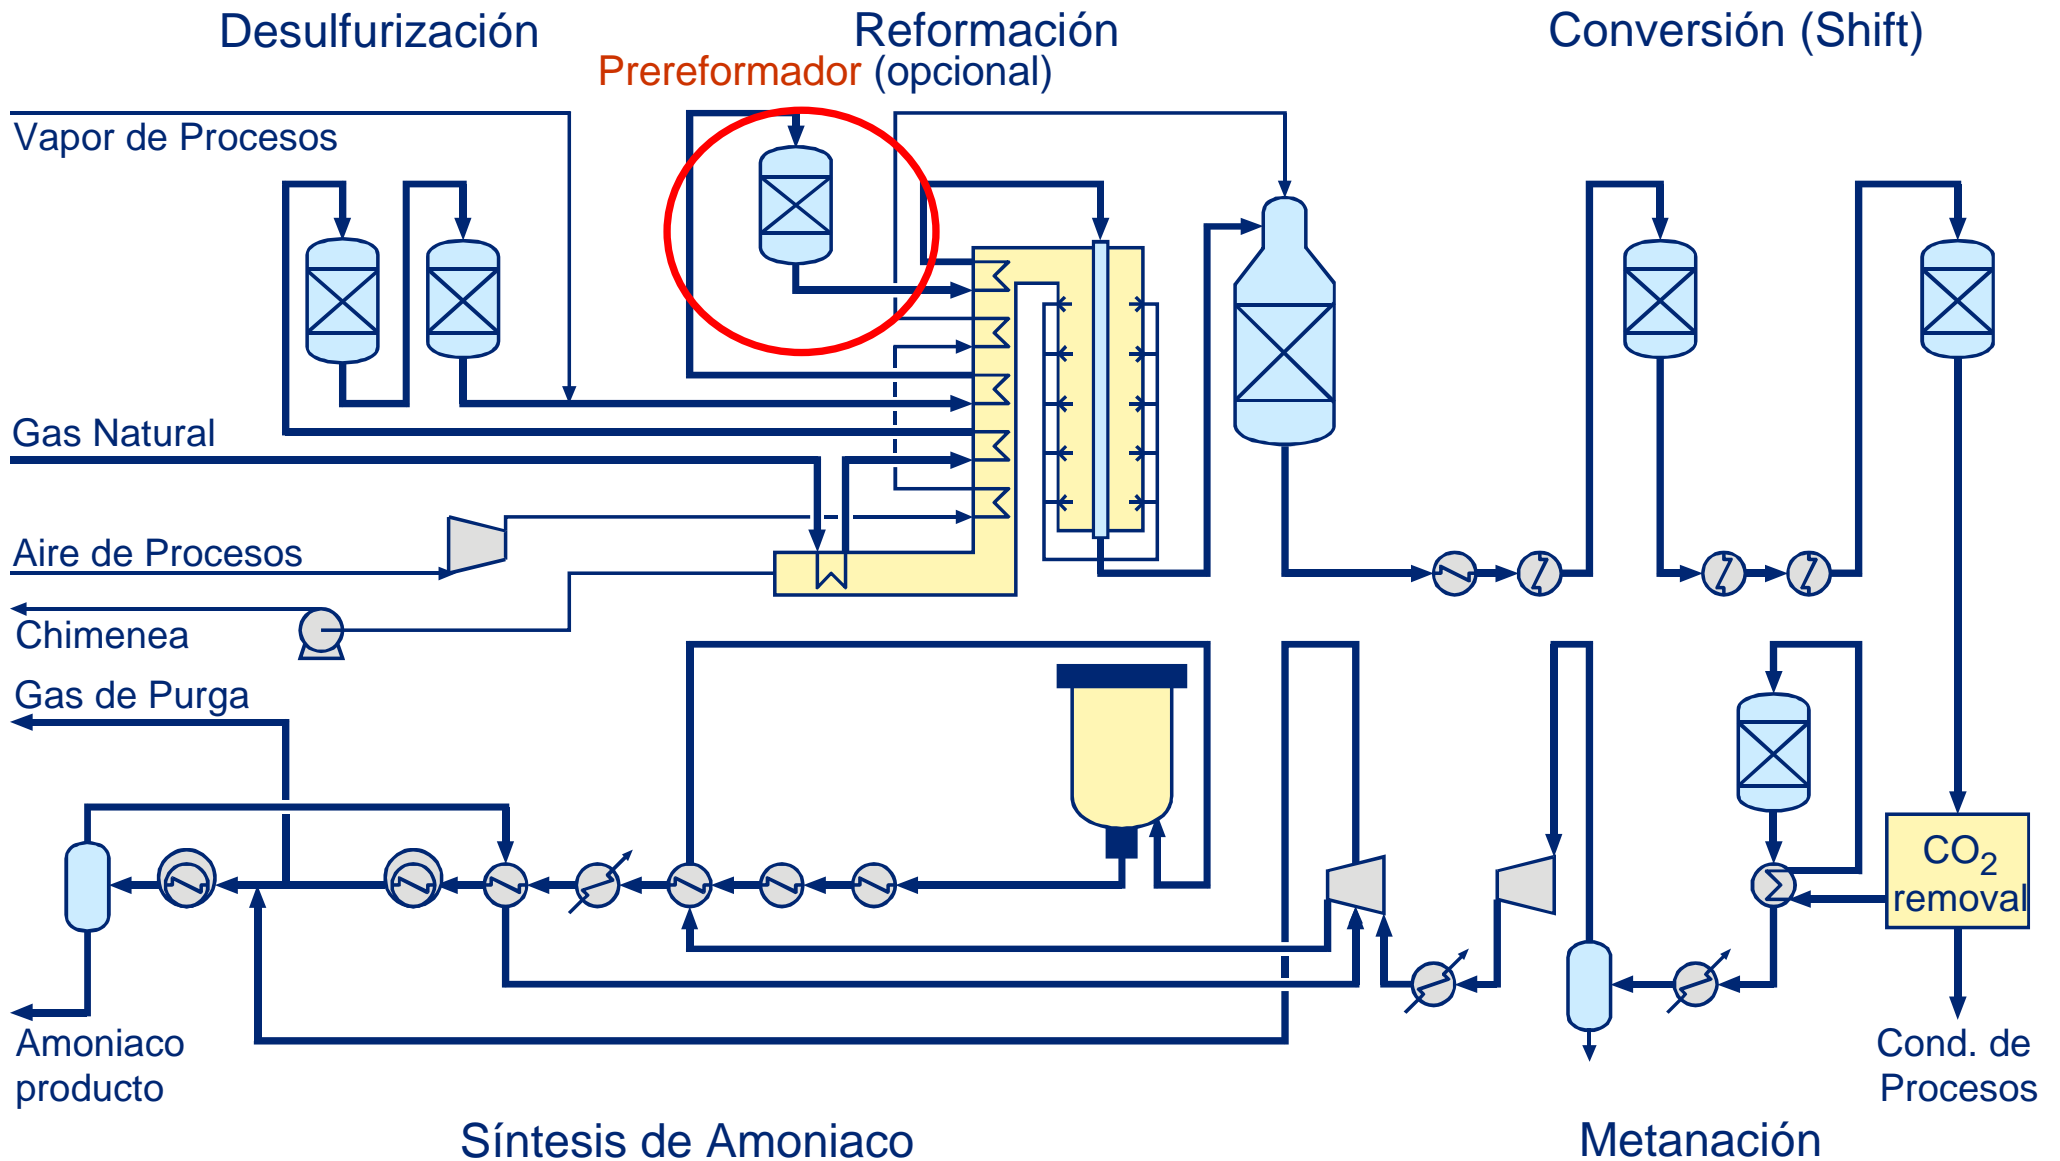 Desulfurización
Reformación
Conversión (Shift)
Prereformador (opcional)
Vapor de Procesos
Gas Natural
Aire de Procesos
Chimenea
Gas de Purga
CO2
removal
Amoniaco
producto
Cond. de
Procesos
Síntesis de Amoniaco
Metanación